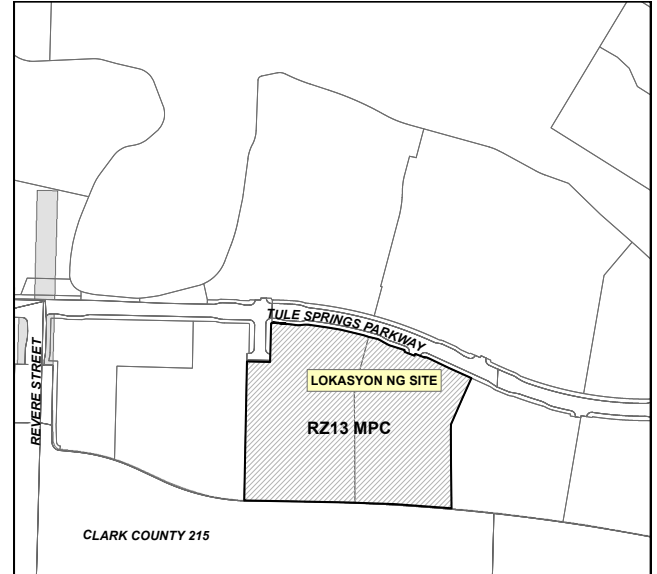 TULE SPRINGS PARKWAY
REVERE STREET
LOKASYON NG SITE
RZ13 MPC
CLARK COUNTY 215